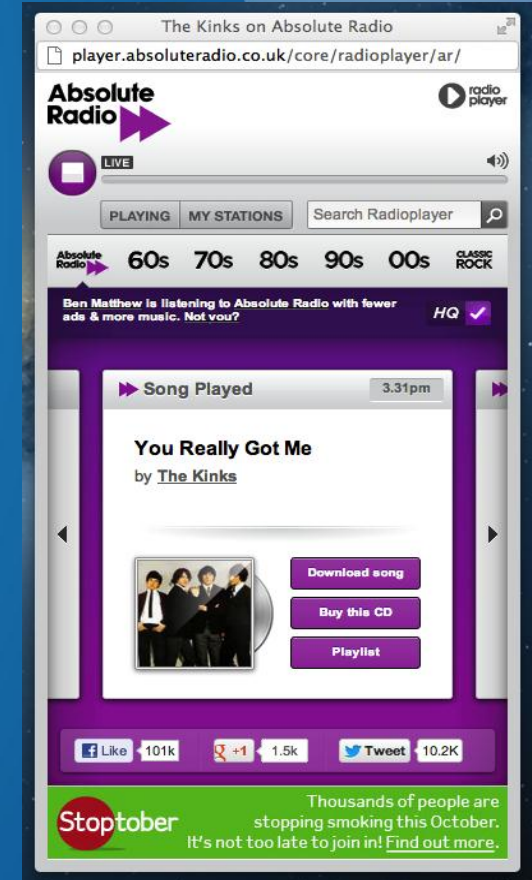 The Kinks on Absolute Radio
player.absoluteradio.co.uk/core/radioplayer/ar/
Absolute
Radio
radio
player
LIVE
PLAYING
MY STATIONS
Search Radioplayer
Absolute
Radio
60s
70s
80s
90s
00s
CLASSIC
ROCK
Ben Matthew is listening to Absolute Radio with fewer
ads & more music. Not you?
HQ
Song Played
3.31pm
You Really Got Me
by The Kinks
Download song
Buy this CD
Playlist
Like
101k
+1
1.5k
Tweet
10.2K
Stoptober
Thousands of people are
stopping smoking this October.
It's not too late to join in! Find out more.